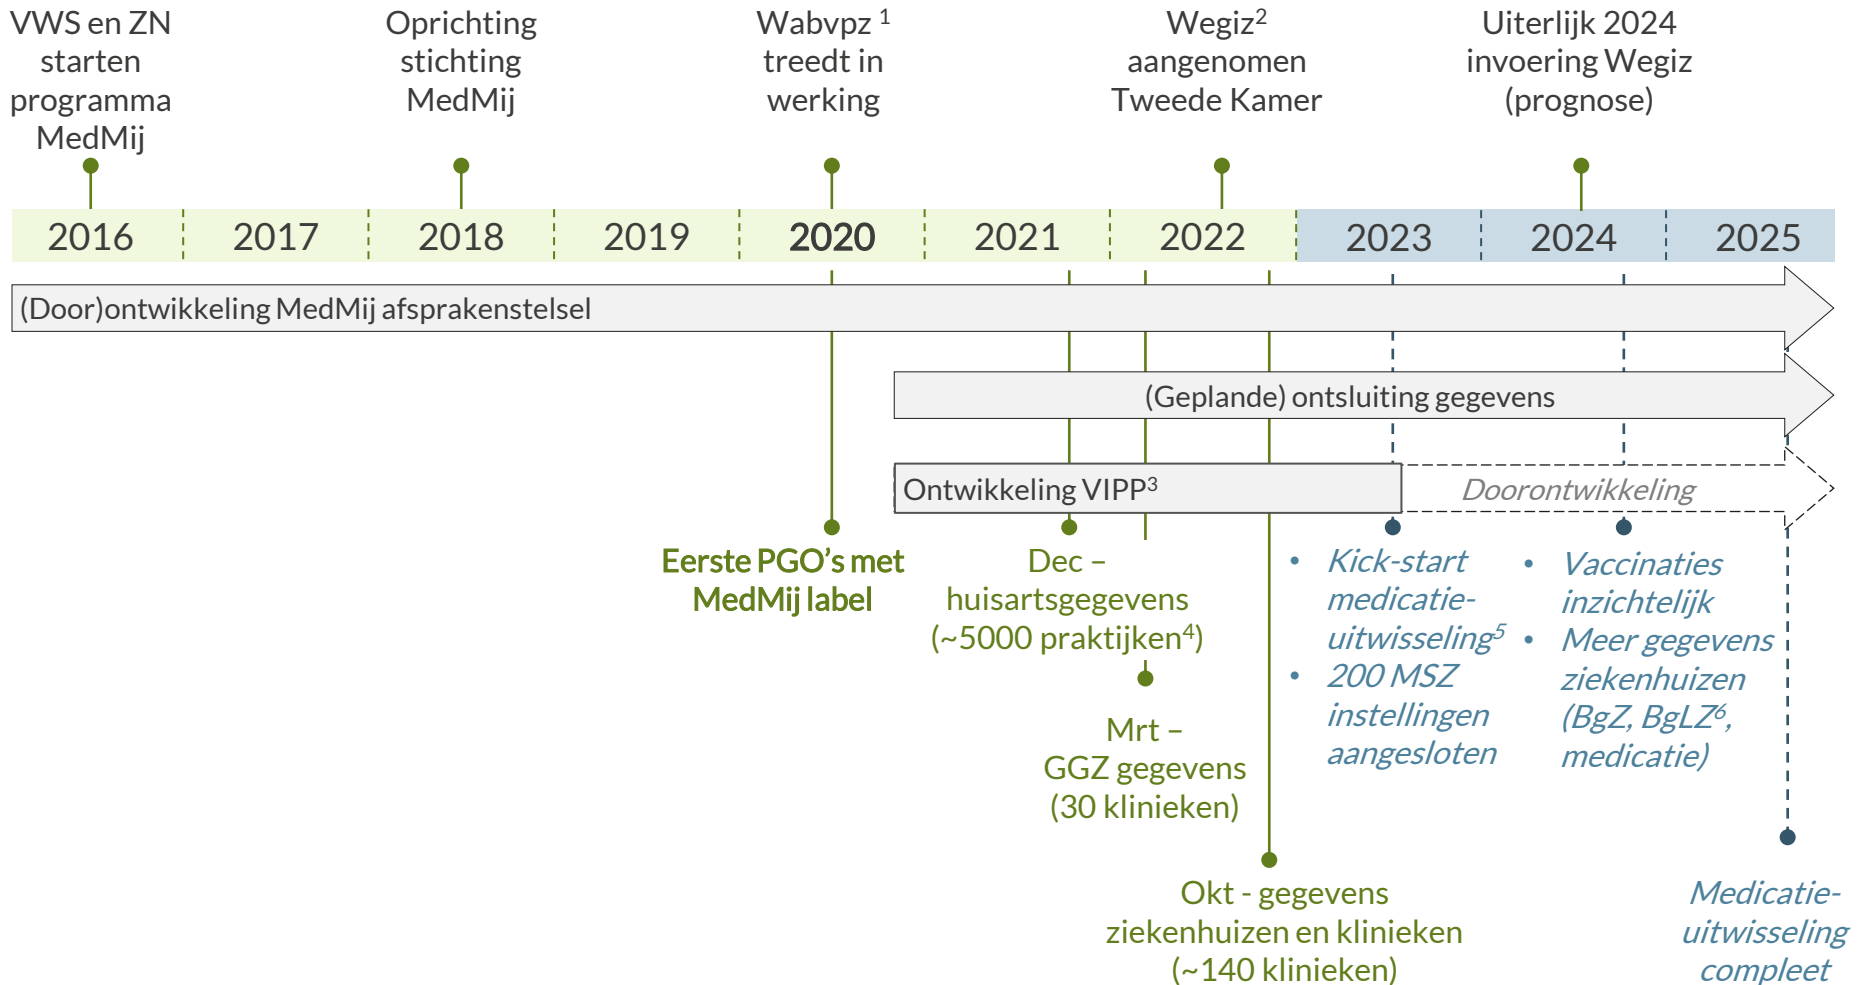 VWS en ZN
starten
programma
MedMij
Oprichting
stichting
MedMij
Wabvpz 1
treedt in
werking
Wegiz2
aangenomen
Tweede Kamer
Uiterlijk 2024
invoering Wegiz
(prognose)
2016
2017
2018
2019
2020
2021
2022
2023
2024
2025
(Door)ontwikkeling MedMij afsprakenstelsel
(Geplande) ontsluiting gegevens
Ontwikkeling VIPP3
Doorontwikkeling
Eerste PGO's met
MedMij label
Dec –
huisartsgegevens
(~5000 praktijken4)
Mrt –
GGZ gegevens
(30 klinieken)
Okt - gegevens
ziekenhuizen en klinieken
(~140 klinieken)
• Kick-start
medicatie-
uitwisseling5
• 200 MSZ
instellingen
aangesloten
• Vaccinaties
inzichtelijk
• Meer gegevens
ziekenhuizen
(BgZ, BgLZ6,
medicatie)
Medicatie-
uitwisseling
compleet